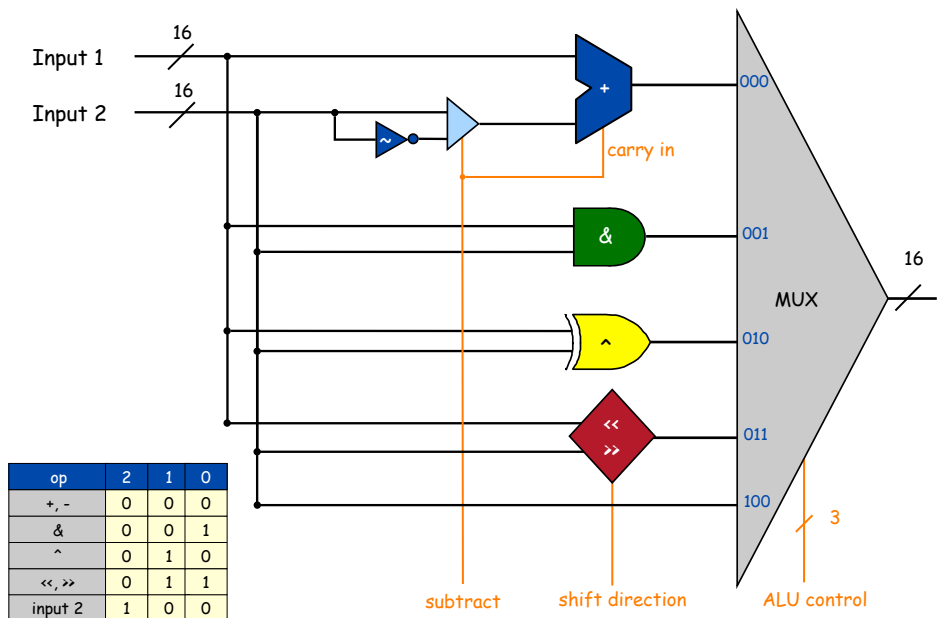 16
Input 1
16
Input 2
~
+
carry in
000
&
001
16
MUX
^
010
<<
>>
011
100
3
subtract
shift direction
ALU control
op 2 1 0
+, - 0 0 0
& 0 0 1
^ 0 1 0
<<, >> 0 1 1
input 2 1 0 0